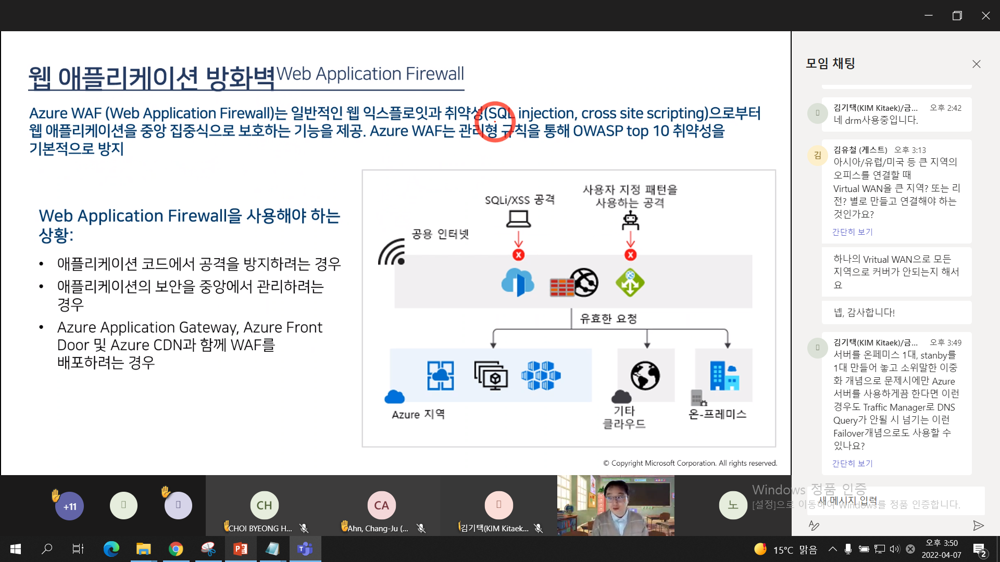 웹 애플리케이션 방화벽Web Application Firewall
Azure WAF (Web Application Firewall)는 일반적인 웹 익스플로잇과 취약성(SQL injection, cross site scripting)으로부터
웹 애플리케이션을 중앙 집중식으로 보호하는 기능을 제공. Azure WAF는 관리형 규칙을 통해 OWASP top 10 취약성을
기본적으로 방지
Web Application Firewall을 사용해야 하는
상황:
• 애플리케이션 코드에서 공격을 방지하려는 경우
• 애플리케이션의 보안을 중앙에서 관리하려는
경우
• Azure Application Gateway, Azure Front
Door 및 Azure CDN과 함께 WAF를
배포하려는 경우
SQLi/XSS 공격
사용자 지정 패턴을
사용하는 공격
공용 인터넷
유효한 요청
Azure 지역
기타
클라우드
온-프레미스
© Copyright Microsoft Corporation. All rights reserved.
모임 채팅
김기택(KIM Kitaek)/금... 오후 2:42
네 drm사용중입니다.
김
김유철 (게스트) 오후 3:13
아시아/유럽/미국 등 큰 지역의
오피스를 연결할 때
Virtual WAN을 큰 지역? 또는 리
전? 별로 만들고 연결해야 하는
것인가요?
간단히 보기
하나의 Vritual WAN으로 모든
지역으로 커버가 안되는지 해서
요
넵, 감사합니다!
김기택(KIM Kitaek)/금... 오후 3:49
서버를 온페미스 1대, stanby를
1대 만들어 놓고 소위말한 이중
화 개념으로 문제시에만 Azure
서버를 사용하게끔 한다면 이런
경우도 Traffic Manager로 DNS
Query가 안될 시 넘기는 이런
Failover개념으로도 사용할 수
있나요?
간단히 보기
Windows 정품 인증
[설정]으로 이동하여 Windows를 정품 인증합니다.
새 메시지 입력
+11
CH
CHOI BYEONG H...
CA
Ahn, Chang-Ju (...
김기택(KIM Kitaek...
노
15°C 맑음
오후 3:50
2022-04-07
2